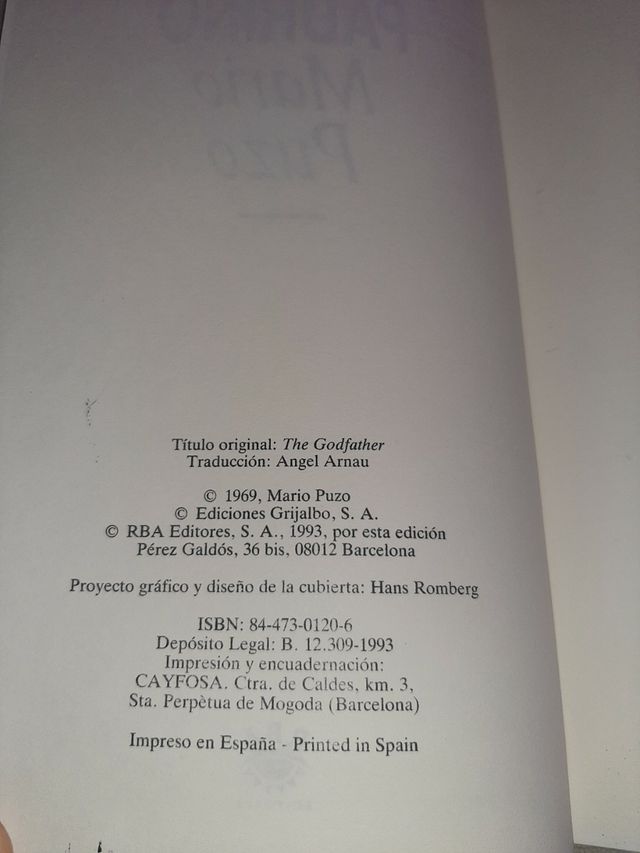 PADRINO
Mario
Puzo
Título original: The Godfather
Traducción: Angel Arnau
© 1969, Mario Puzo
© Ediciones Grijalbo, S. A.
© RBA Editores, S. A., 1993, por esta edición
Pérez Galdós, 36 bis, 08012 Barcelona
Proyecto gráfico y diseño de la cubierta: Hans Romberg
ISBN: 84-473-0120-6
Depósito Legal: B. 12.309-1993
Impresión y encuadernación:
CAYFOSA. Ctra. de Caldes, km. 3,
Sta. Perpètua de Mogoda (Barcelona)
Impreso en España - Printed in Spain